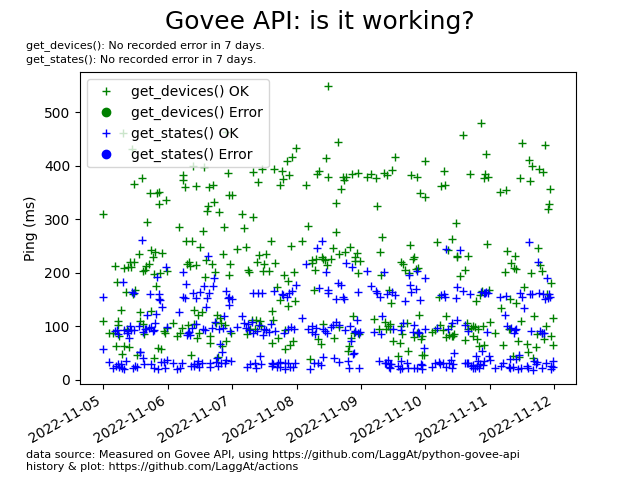 Govee API: is it working?
get_devices(): No recorded error in 7 days.
get_states(): No recorded error in 7 days.
get_devices() OK
get_devices() Error
get_states() OK
get_states() Error
Ping (ms)
500
400
300
200
100
0
2022-11-05
2022-11-06
2022-11-07
2022-11-08
2022-11-09
2022-11-10
2022-11-11
2022-11-12
data source: Measured on Govee API, using https://github.com/LaggAt/python-govee-api
history & plot: https://github.com/LaggAt/actions